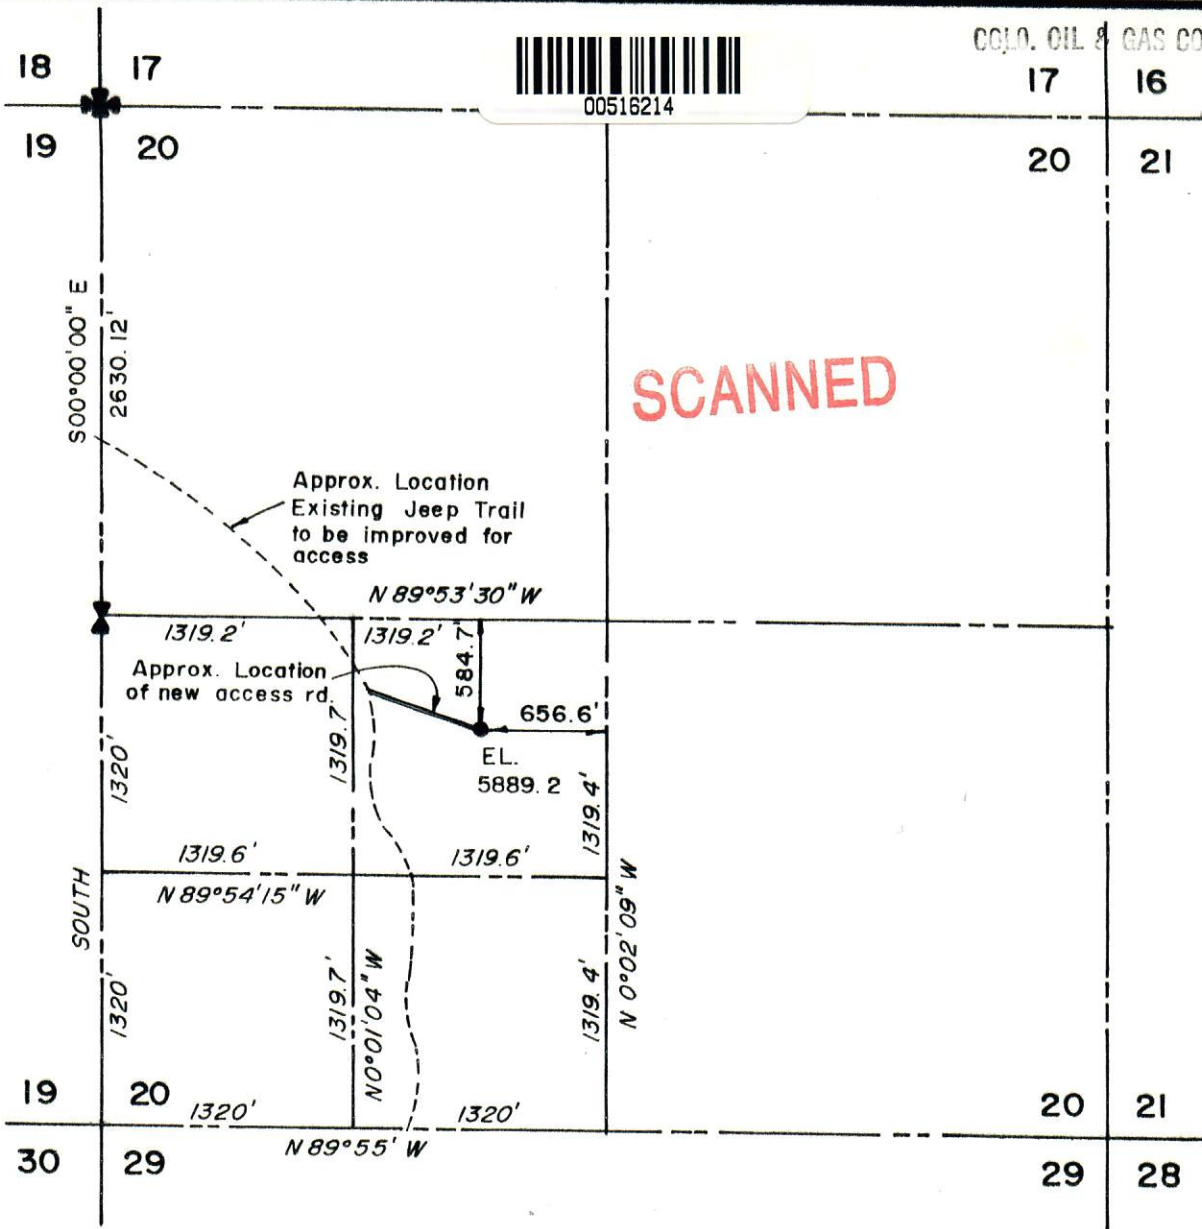 COLO. OIL & GAS CO
18 17
00516214
17 16
19 20
20 21
S00°00'00" E
2630.12'
SCANNED
Approx. Location
Existing Jeep Trail
to be improved for
access
N 89°53'30" W
1319.2'
1319.2'
584.7'
Approx. Location
of new access rd.
656.6'
1319.7'
EL.
5889.2
1320'
1319.4'
1319.6'
1319.6'
N 89°54'15" W
SOUTH
N 0°02'09" W
1320'
1319.7'
N0°01'04" W
1319.4'
19 20
1320'
1320'
20 21
N 89°55' W
30 29
29 28